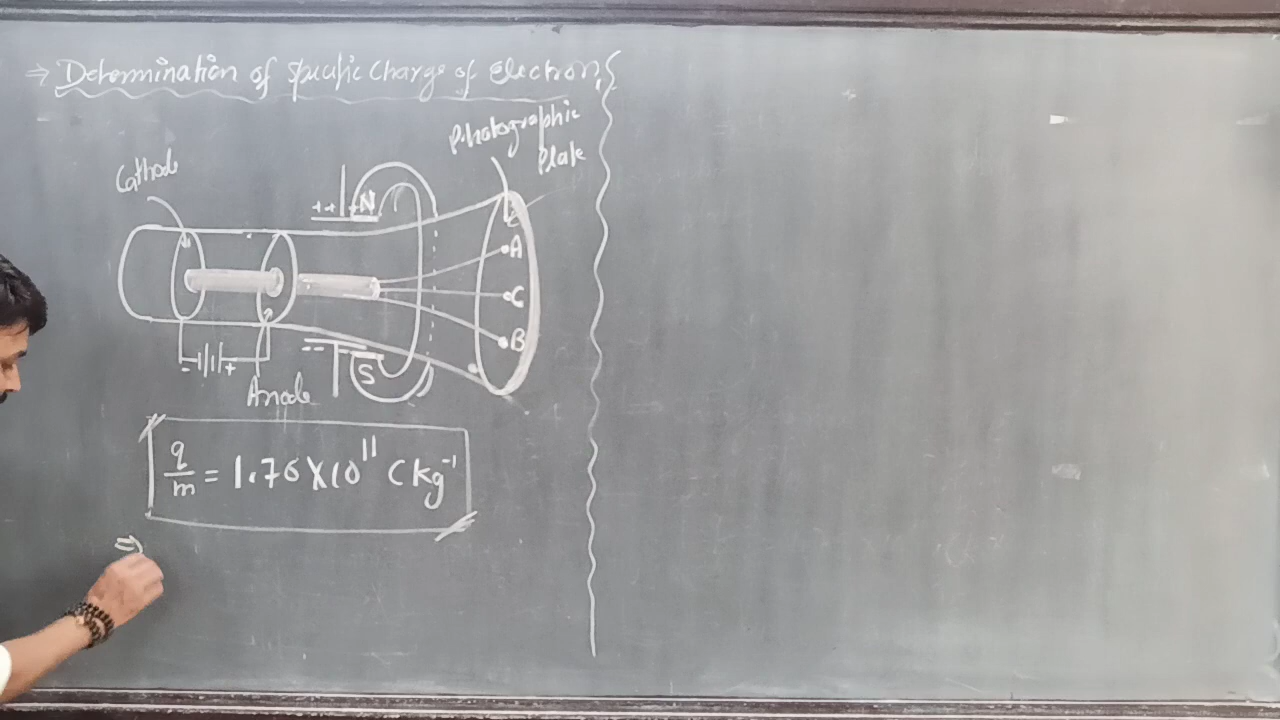 ⇒ Determination of Specific Charge of Electron,
Photographic
Plate
Cathode
+ + + N
A
C
B
- - -
S
- +
Anode
q/m = 1.76 X 10¹¹ C kg⁻¹
⇒